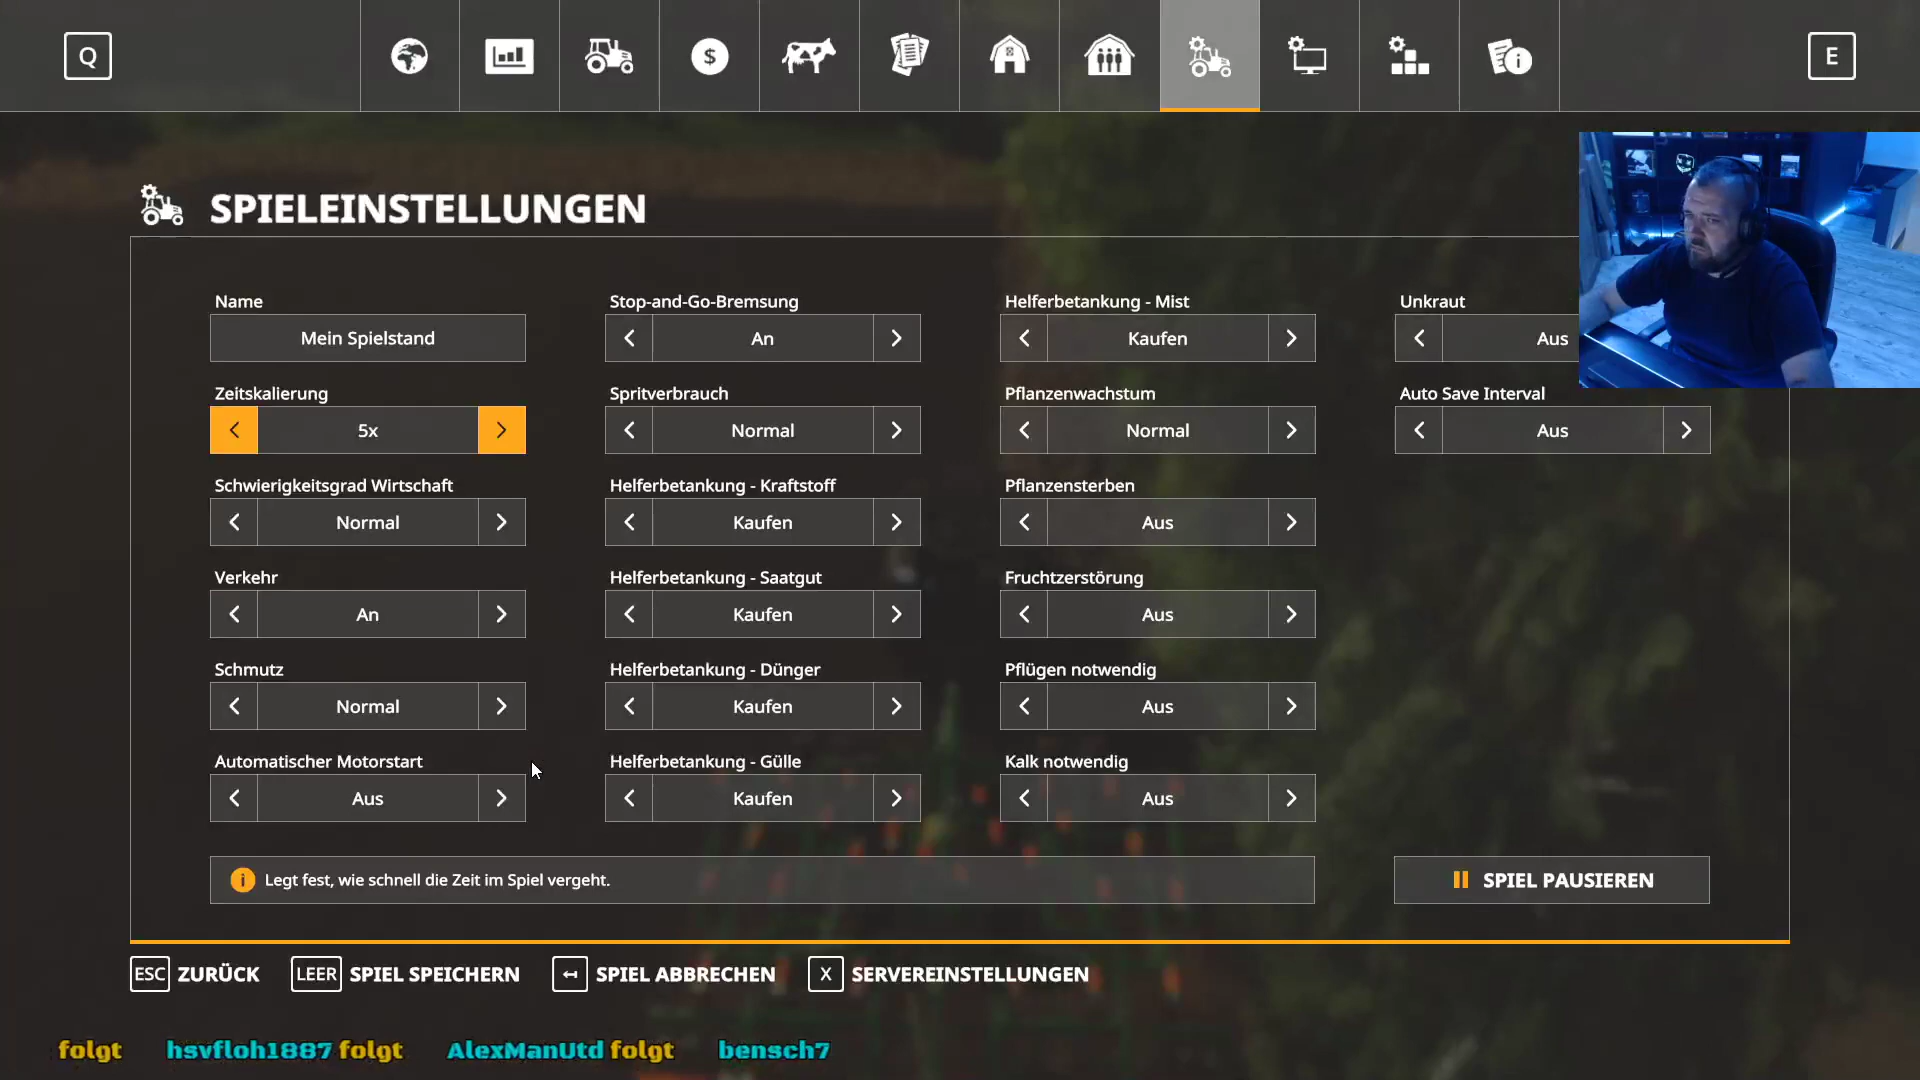 Q
E
SPIELEINSTELLUNGEN
Name
Mein Spielstand
Zeitskalierung
5x
Schwierigkeitsgrad Wirtschaft
Normal
Verkehr
An
Schmutz
Normal
Automatischer Motorstart
Aus
Stop-and-Go-Bremsung
An
Spritverbrauch
Normal
Helferbetankung - Kraftstoff
Kaufen
Helferbetankung - Saatgut
Kaufen
Helferbetankung - Dünger
Kaufen
Helferbetankung - Gülle
Kaufen
Helferbetankung - Mist
Kaufen
Pflanzenwachstum
Normal
Pflanzensterben
Aus
Fruchtzerstörung
Aus
Pflügen notwendig
Aus
Kalk notwendig
Aus
Unkraut
Aus
Auto Save Interval
Aus
Legt fest, wie schnell die Zeit im Spiel vergeht.
SPIEL PAUSIEREN
ESC ZURÜCK LEER SPIEL SPEICHERN SPIEL ABBRECHEN X SERVEREINSTELLUNGEN
folgt hsvfloh1887 folgt AlexManUtd folgt bensch7